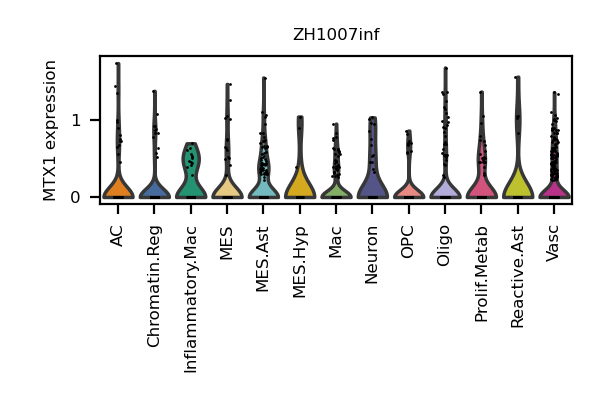 ZH1007inf
MTX1 expression
1
0
AC
Chromatin.Reg
Inflammatory.Mac
MES
MES.Ast
MES.Hyp
Mac
Neuron
OPC
Oligo
Prolif.Metab
Reactive.Ast
Vasc